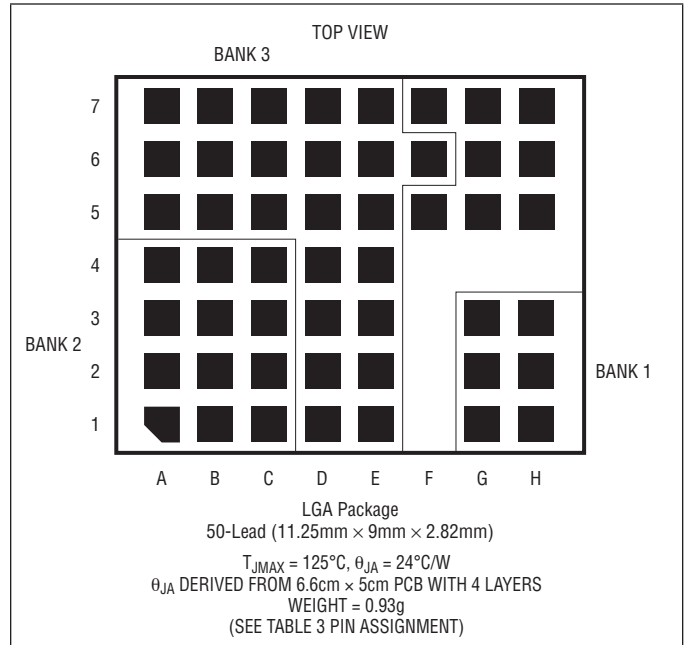 TOP VIEW
BANK 3
7
6
5
4
3
BANK 2
2
BANK 1
1
A B C D E F G H
LGA Package
50-Lead (11.25mm × 9mm × 2.82mm)
TJMAX = 125°C, θJA = 24°C/W
θJA DERIVED FROM 6.6cm × 5cm PCB WITH 4 LAYERS
WEIGHT = 0.93g
(SEE TABLE 3 PIN ASSIGNMENT)